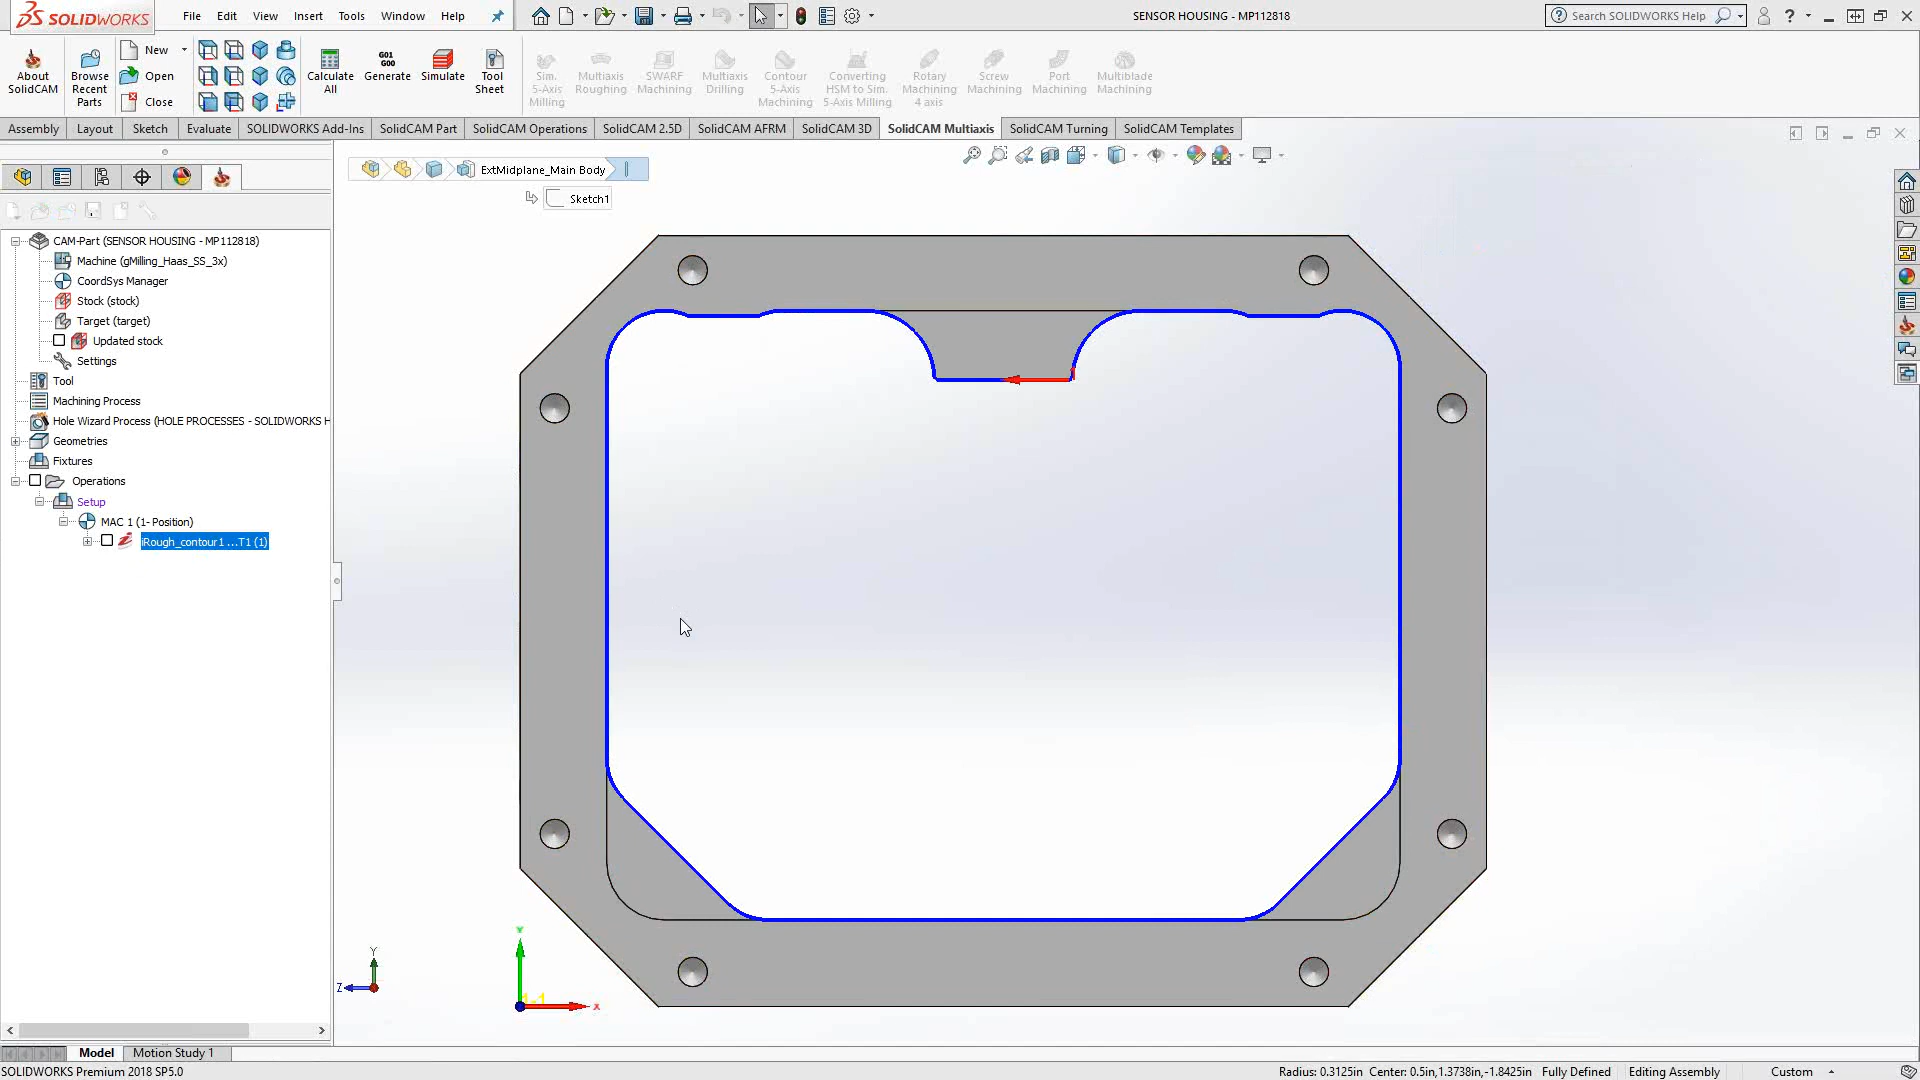 SOLIDWORKS File Edit View Insert Tools Window Help SENSOR HOUSING - MP112818 Search SOLIDWORKS Help ?
About SolidCAM
Browse Recent Parts
New
Open
Close
Calculate All
G01 G00 Generate
Simulate
Tool Sheet
Sim. 5-Axis Milling
Multiaxis Roughing
SWARF Machining
Multiaxis Drilling
Contour 5-Axis Machining
Converting HSM to Sim. 5-Axis Milling
Rotary Machining 4 axis
Screw Machining
Port Machining
Multiblade Machining
Assembly Layout Sketch Evaluate SOLIDWORKS Add-Ins SolidCAM Part SolidCAM Operations SolidCAM 2.5D SolidCAM AFRM SolidCAM 3D SolidCAM Multiaxis SolidCAM Turning SolidCAM Templates
ExtMidplane_Main Body
Sketch1
CAM-Part (SENSOR HOUSING - MP112818)
Machine (gMilling_Haas_SS_3x)
CoordSys Manager
Stock (stock)
Target (target)
Updated stock
Settings
Tool
Machining Process
Hole Wizard Process (HOLE PROCESSES - SOLIDWORKS H
Geometries
Fixtures
Operations
Setup
MAC 1 (1- Position)
iRough_contour1 ...T1 (1)
Y
Z
Y
1-1
X
Model Motion Study 1
SOLIDWORKS Premium 2018 SP5.0 Radius: 0.3125in Center: 0.5in,1.3738in,-1.8425in Fully Defined Editing Assembly Custom